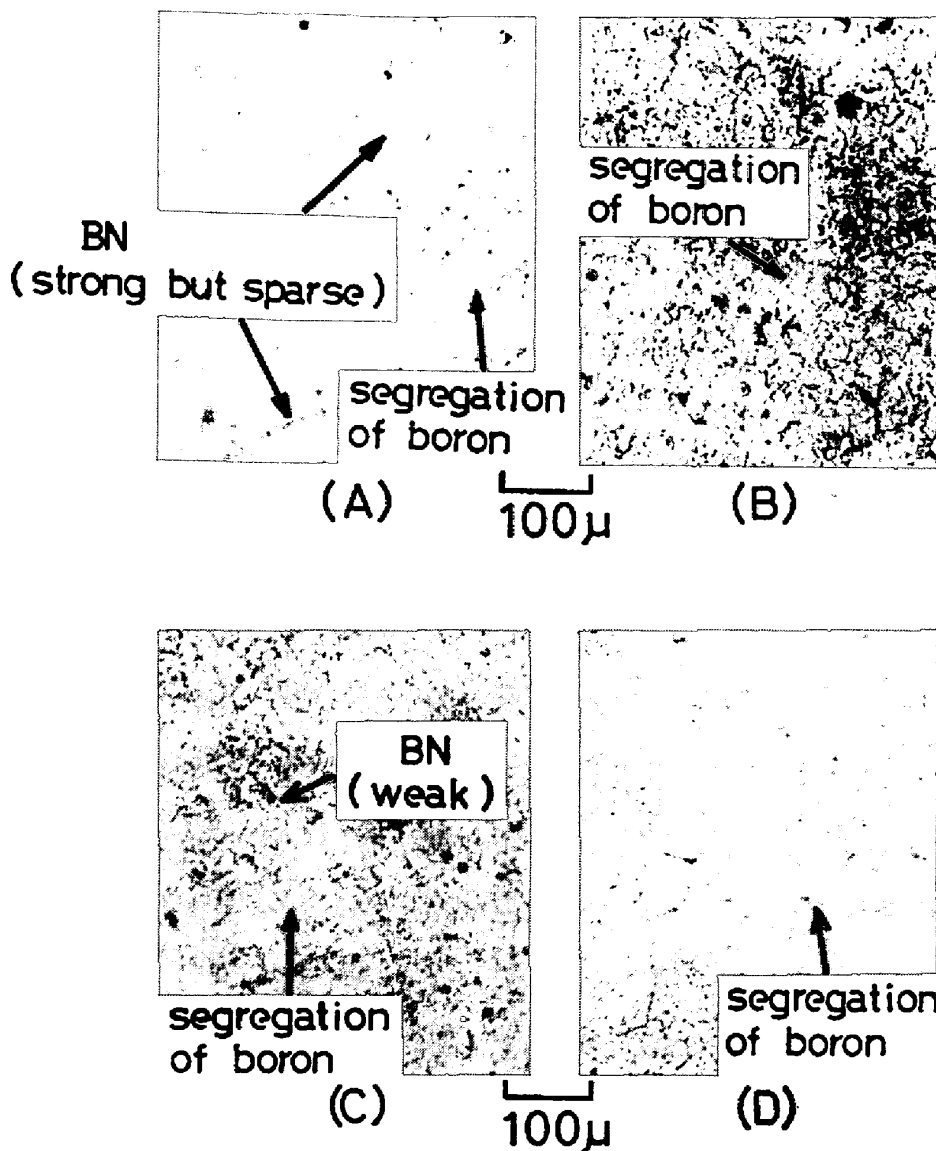 BN
(strong but sparse)
segregation
of boron
(A)
segregation
of boron
(B)
100μ
BN
(weak)
segregation
of boron
(C)
segregation
of boron
(D)
100μ